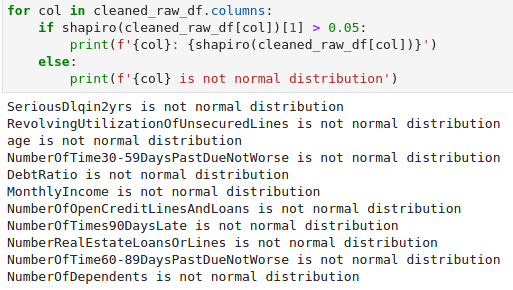 for col in cleaned_raw_df.columns:
    if shapiro(cleaned_raw_df[col])[1] > 0.05:
        print(f'{col}: {shapiro(cleaned_raw_df[col])}')
    else:
        print(f'{col} is not normal distribution')
SeriousDlqin2yrs is not normal distribution
RevolvingUtilizationOfUnsecuredLines is not normal distribution
age is not normal distribution
NumberOfTime30-59DaysPastDueNotWorse is not normal distribution
DebtRatio is not normal distribution
MonthlyIncome is not normal distribution
NumberOfOpenCreditLinesAndLoans is not normal distribution
NumberOfTimes90DaysLate is not normal distribution
NumberRealEstateLoansOrLines is not normal distribution
NumberOfTime60-89DaysPastDueNotWorse is not normal distribution
NumberOfDependents is not normal distribution